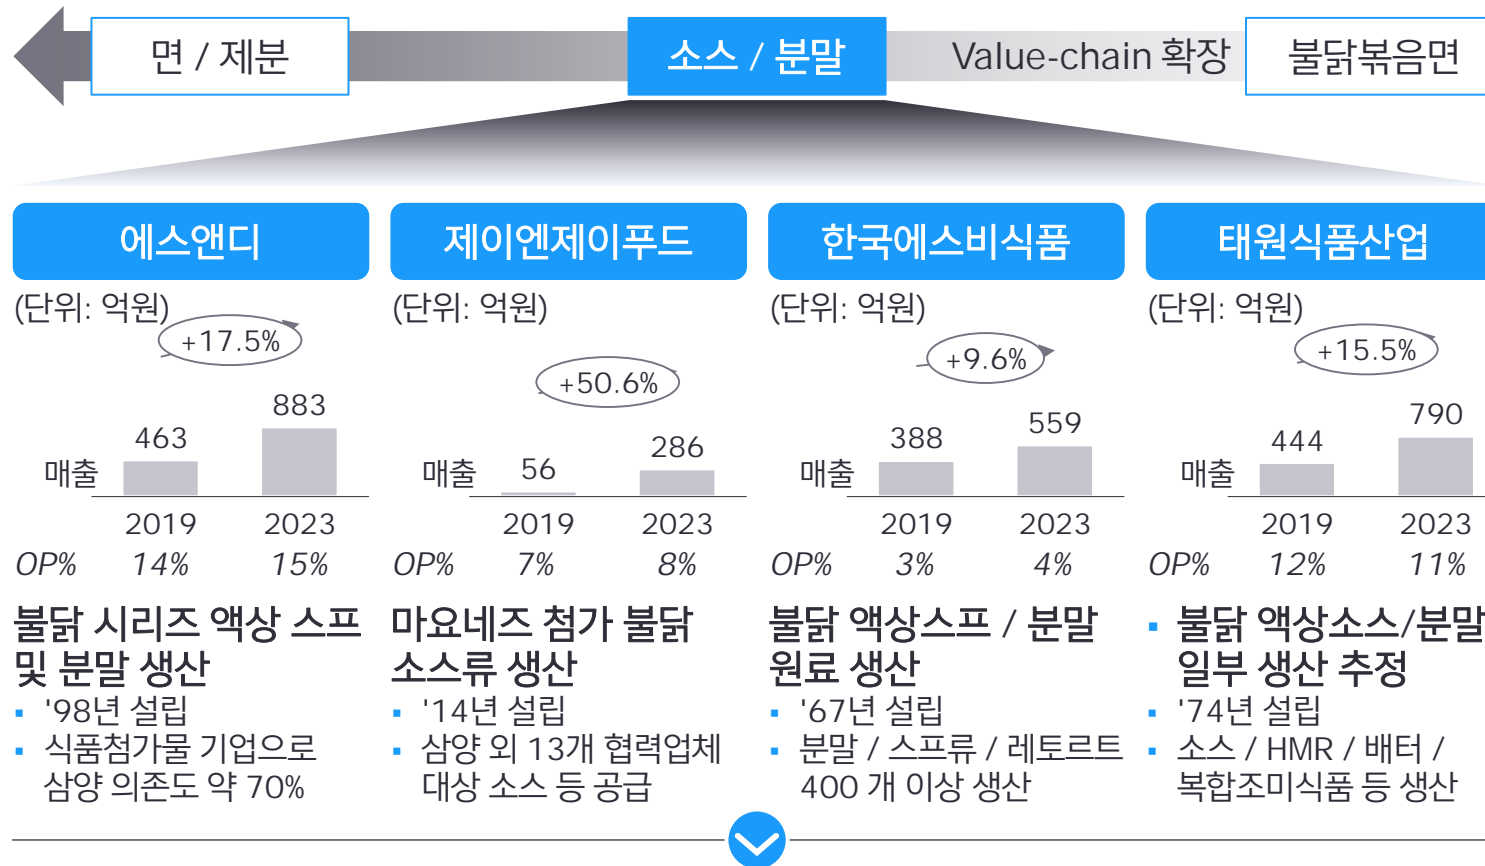 면 / 제분
소스 / 분말
Value-chain 확장
불닭볶음면
에스앤디
(단위: 억원)
+17.5%
463
883
매출
2019
2023
OP%
14%
15%
불닭 시리즈 액상 스프
및 분말 생산
▪ '98년 설립
▪ 식품첨가물 기업으로
삼양 의존도 약 70%
제이엔제이푸드
(단위: 억원)
+50.6%
56
286
매출
2019
2023
OP%
7%
8%
마요네즈 첨가 불닭
소스류 생산
▪ '14년 설립
▪ 삼양 외 13개 협력업체
대상 소스 등 공급
한국에스비식품
(단위: 억원)
+9.6%
388
559
매출
2019
2023
OP%
3%
4%
불닭 액상스프 / 분말
원료 생산
▪ '67년 설립
▪ 분말 / 스프류 / 레토르트
400 개 이상 생산
태원식품산업
(단위: 억원)
+15.5%
444
790
매출
2019
2023
OP%
12%
11%
▪ 불닭 액상소스/분말
일부 생산 추정
▪ '74년 설립
▪ 소스 / HMR / 배터 /
복합조미식품 등 생산